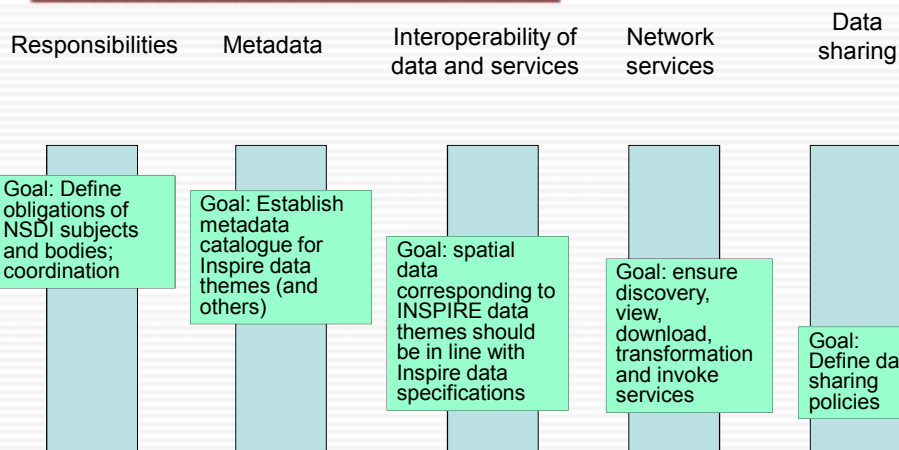 Responsibilities
Metadata
Interoperability of
data and services
Network
services
Data
sharing
Goal: Define
obligations of
NSDI subjects
and bodies;
coordination
Goal: Establish
metadata
catalogue for
Inspire data
themes (and
others)
Goal: spatial
data
corresponding to
INSPIRE data
themes should
be in line with
Inspire data
specifications
Goal: ensure
discovery,
view,
download,
transformation
and invoke
services
Goal:
Define da
sharing
policies